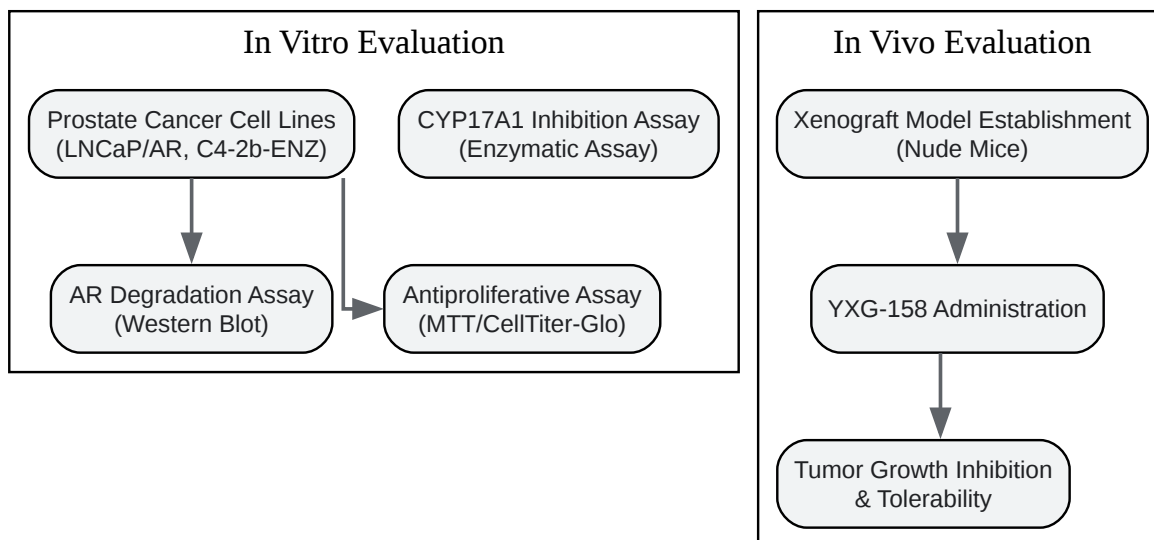 In Vitro Evaluation
Prostate Cancer Cell Lines
(LNCaP/AR, C4-2b-ENZ)
CYP17A1 Inhibition Assay
(Enzymatic Assay)
AR Degradation Assay
(Western Blot)
Antiproliferative Assay
(MTT/CellTiter-Glo)
In Vivo Evaluation
Xenograft Model Establishment
(Nude Mice)
YXG-158 Administration
Tumor Growth Inhibition
& Tolerability